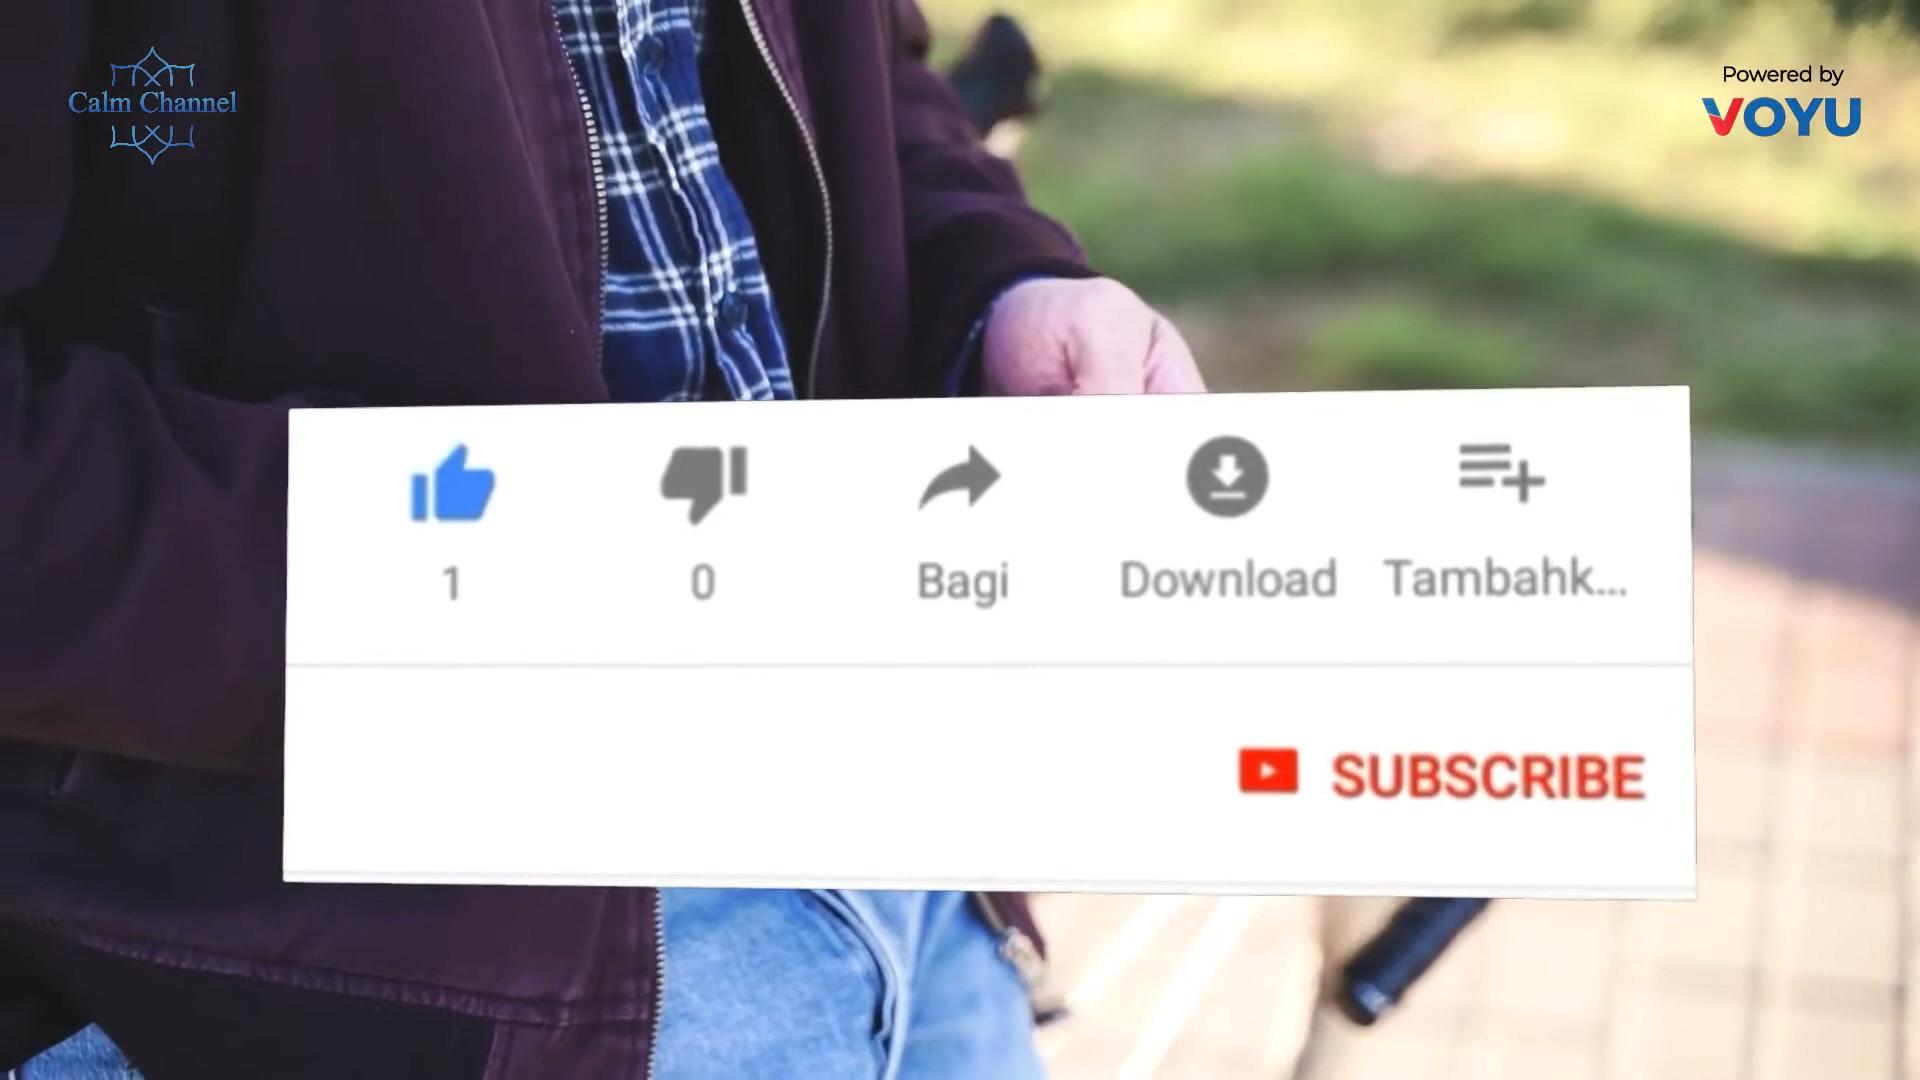 Calm Channel
Powered by
VOYU
1
0
Bagi
Download
Tambahk...
SUBSCRIBE